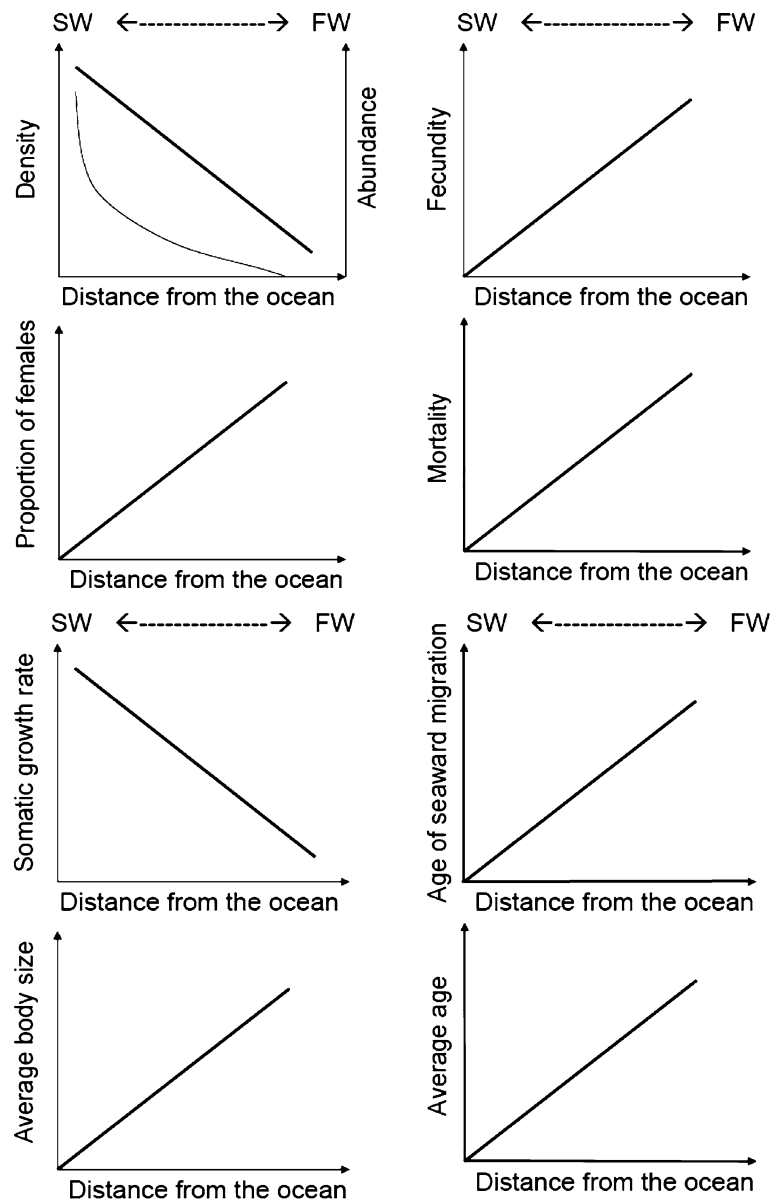 SW <----------> FW
SW <----------> FW
Density
Abundance
Fecundity
Distance from the ocean
Distance from the ocean
Proportion of females
Mortality
Distance from the ocean
Distance from the ocean
SW <----------> FW
SW <----------> FW
Somatic growth rate
Age of seaward migration
Distance from the ocean
Distance from the ocean
Average body size
Average age
Distance from the ocean
Distance from the ocean